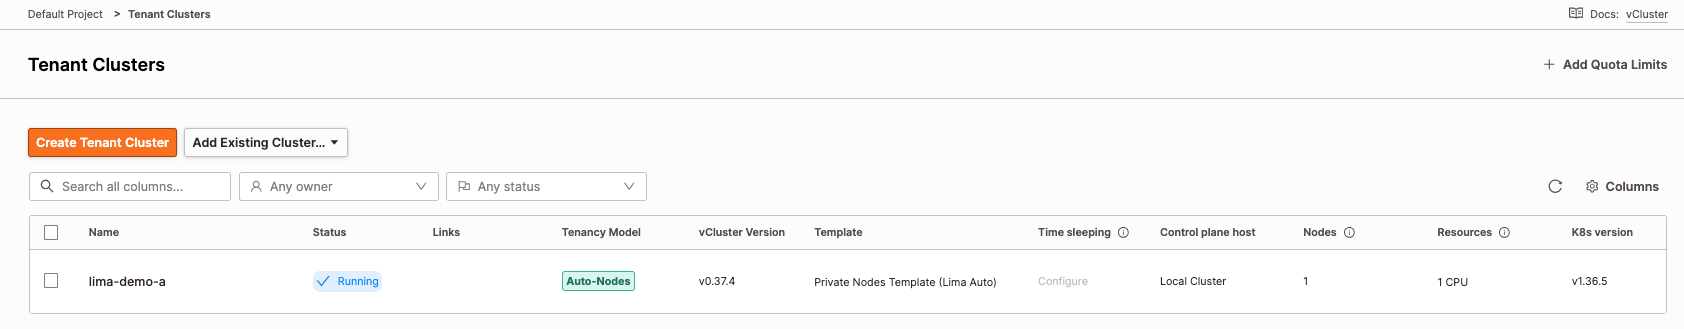 Default Project > Tenant Clusters
Docs: vCluster
Tenant Clusters
Add Quota Limits
Create Tenant Cluster
Add Existing Cluster...
Search all columns...
Any owner
Any status
Columns
Name Status Links Tenancy Model vCluster Version Template Time sleeping Control plane host Nodes Resources K8s version
lima-demo-a Running Auto-Nodes v0.37.4 Private Nodes Template (Lima Auto) Configure Local Cluster 1 1 CPU v1.36.5